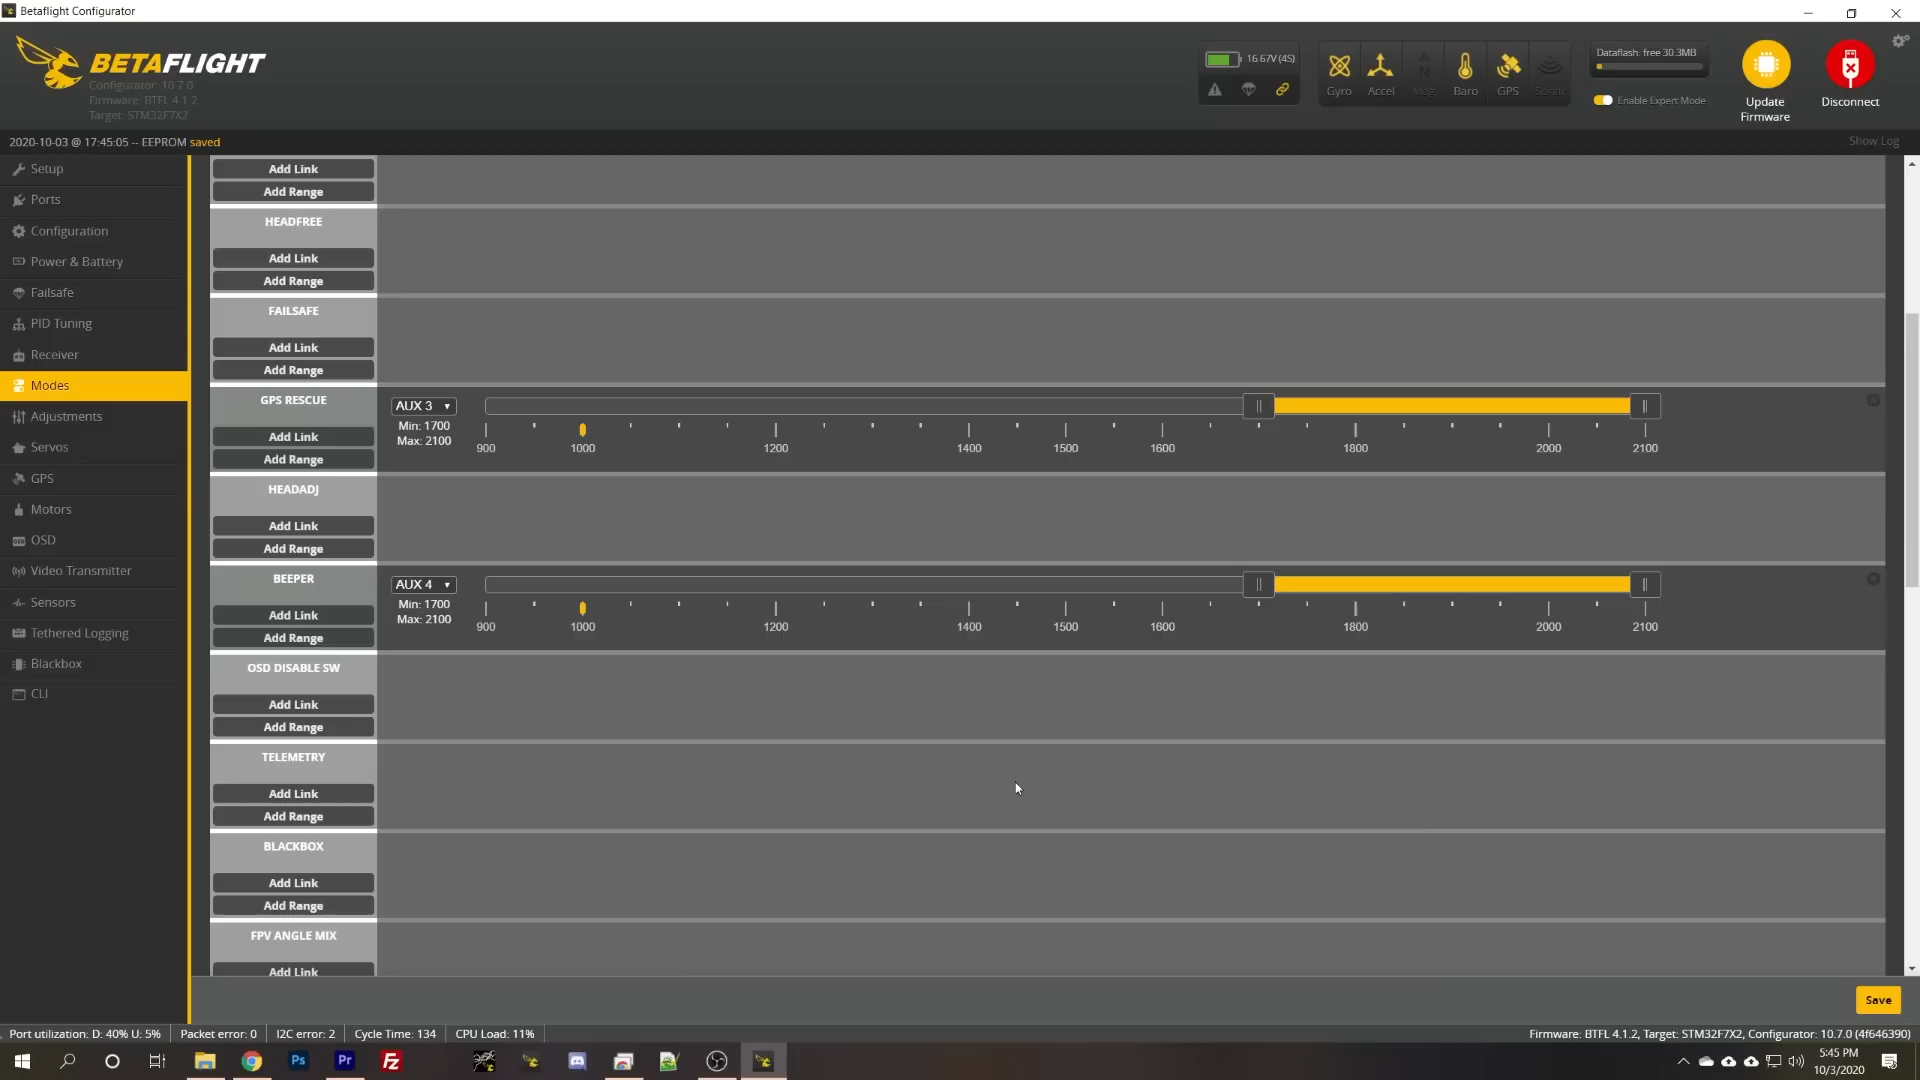 Betaflight Configurator
BETAFLIGHT
Configurator: 10.7.0
Firmware: BTFL 4.1.2
Target: STM32F7X2
16.67V (4S)
Gyro
Accel
Mag
Baro
GPS
Sonar
Dataflash: free 30.3MB
Enable Expert Mode
Update
Firmware
Disconnect
2020-10-03 @ 17:45:05 -- EEPROM saved
Show Log
Setup
Ports
Configuration
Power & Battery
Failsafe
PID Tuning
Receiver
Modes
Adjustments
Servos
GPS
Motors
OSD
Video Transmitter
Sensors
Tethered Logging
Blackbox
CLI
Add Link
Add Range
HEADFREE
Add Link
Add Range
FAILSAFE
Add Link
Add Range
GPS RESCUE
Add Link
Add Range
AUX 3
Min: 1700
Max: 2100
900 1000 1200 1400 1500 1600 1800 2000 2100
HEADADJ
Add Link
Add Range
BEEPER
Add Link
Add Range
AUX 4
Min: 1700
Max: 2100
900 1000 1200 1400 1500 1600 1800 2000 2100
OSD DISABLE SW
Add Link
Add Range
TELEMETRY
Add Link
Add Range
BLACKBOX
Add Link
Add Range
FPV ANGLE MIX
Add Link
Save
Port utilization: D: 40% U: 5% Packet error: 0 I2C error: 2 Cycle Time: 134 CPU Load: 11%
Firmware: BTFL 4.1.2, Target: STM32F7X2, Configurator: 10.7.0 (4f646390)
Ps
Pr
Fz
5:45 PM
10/3/2020